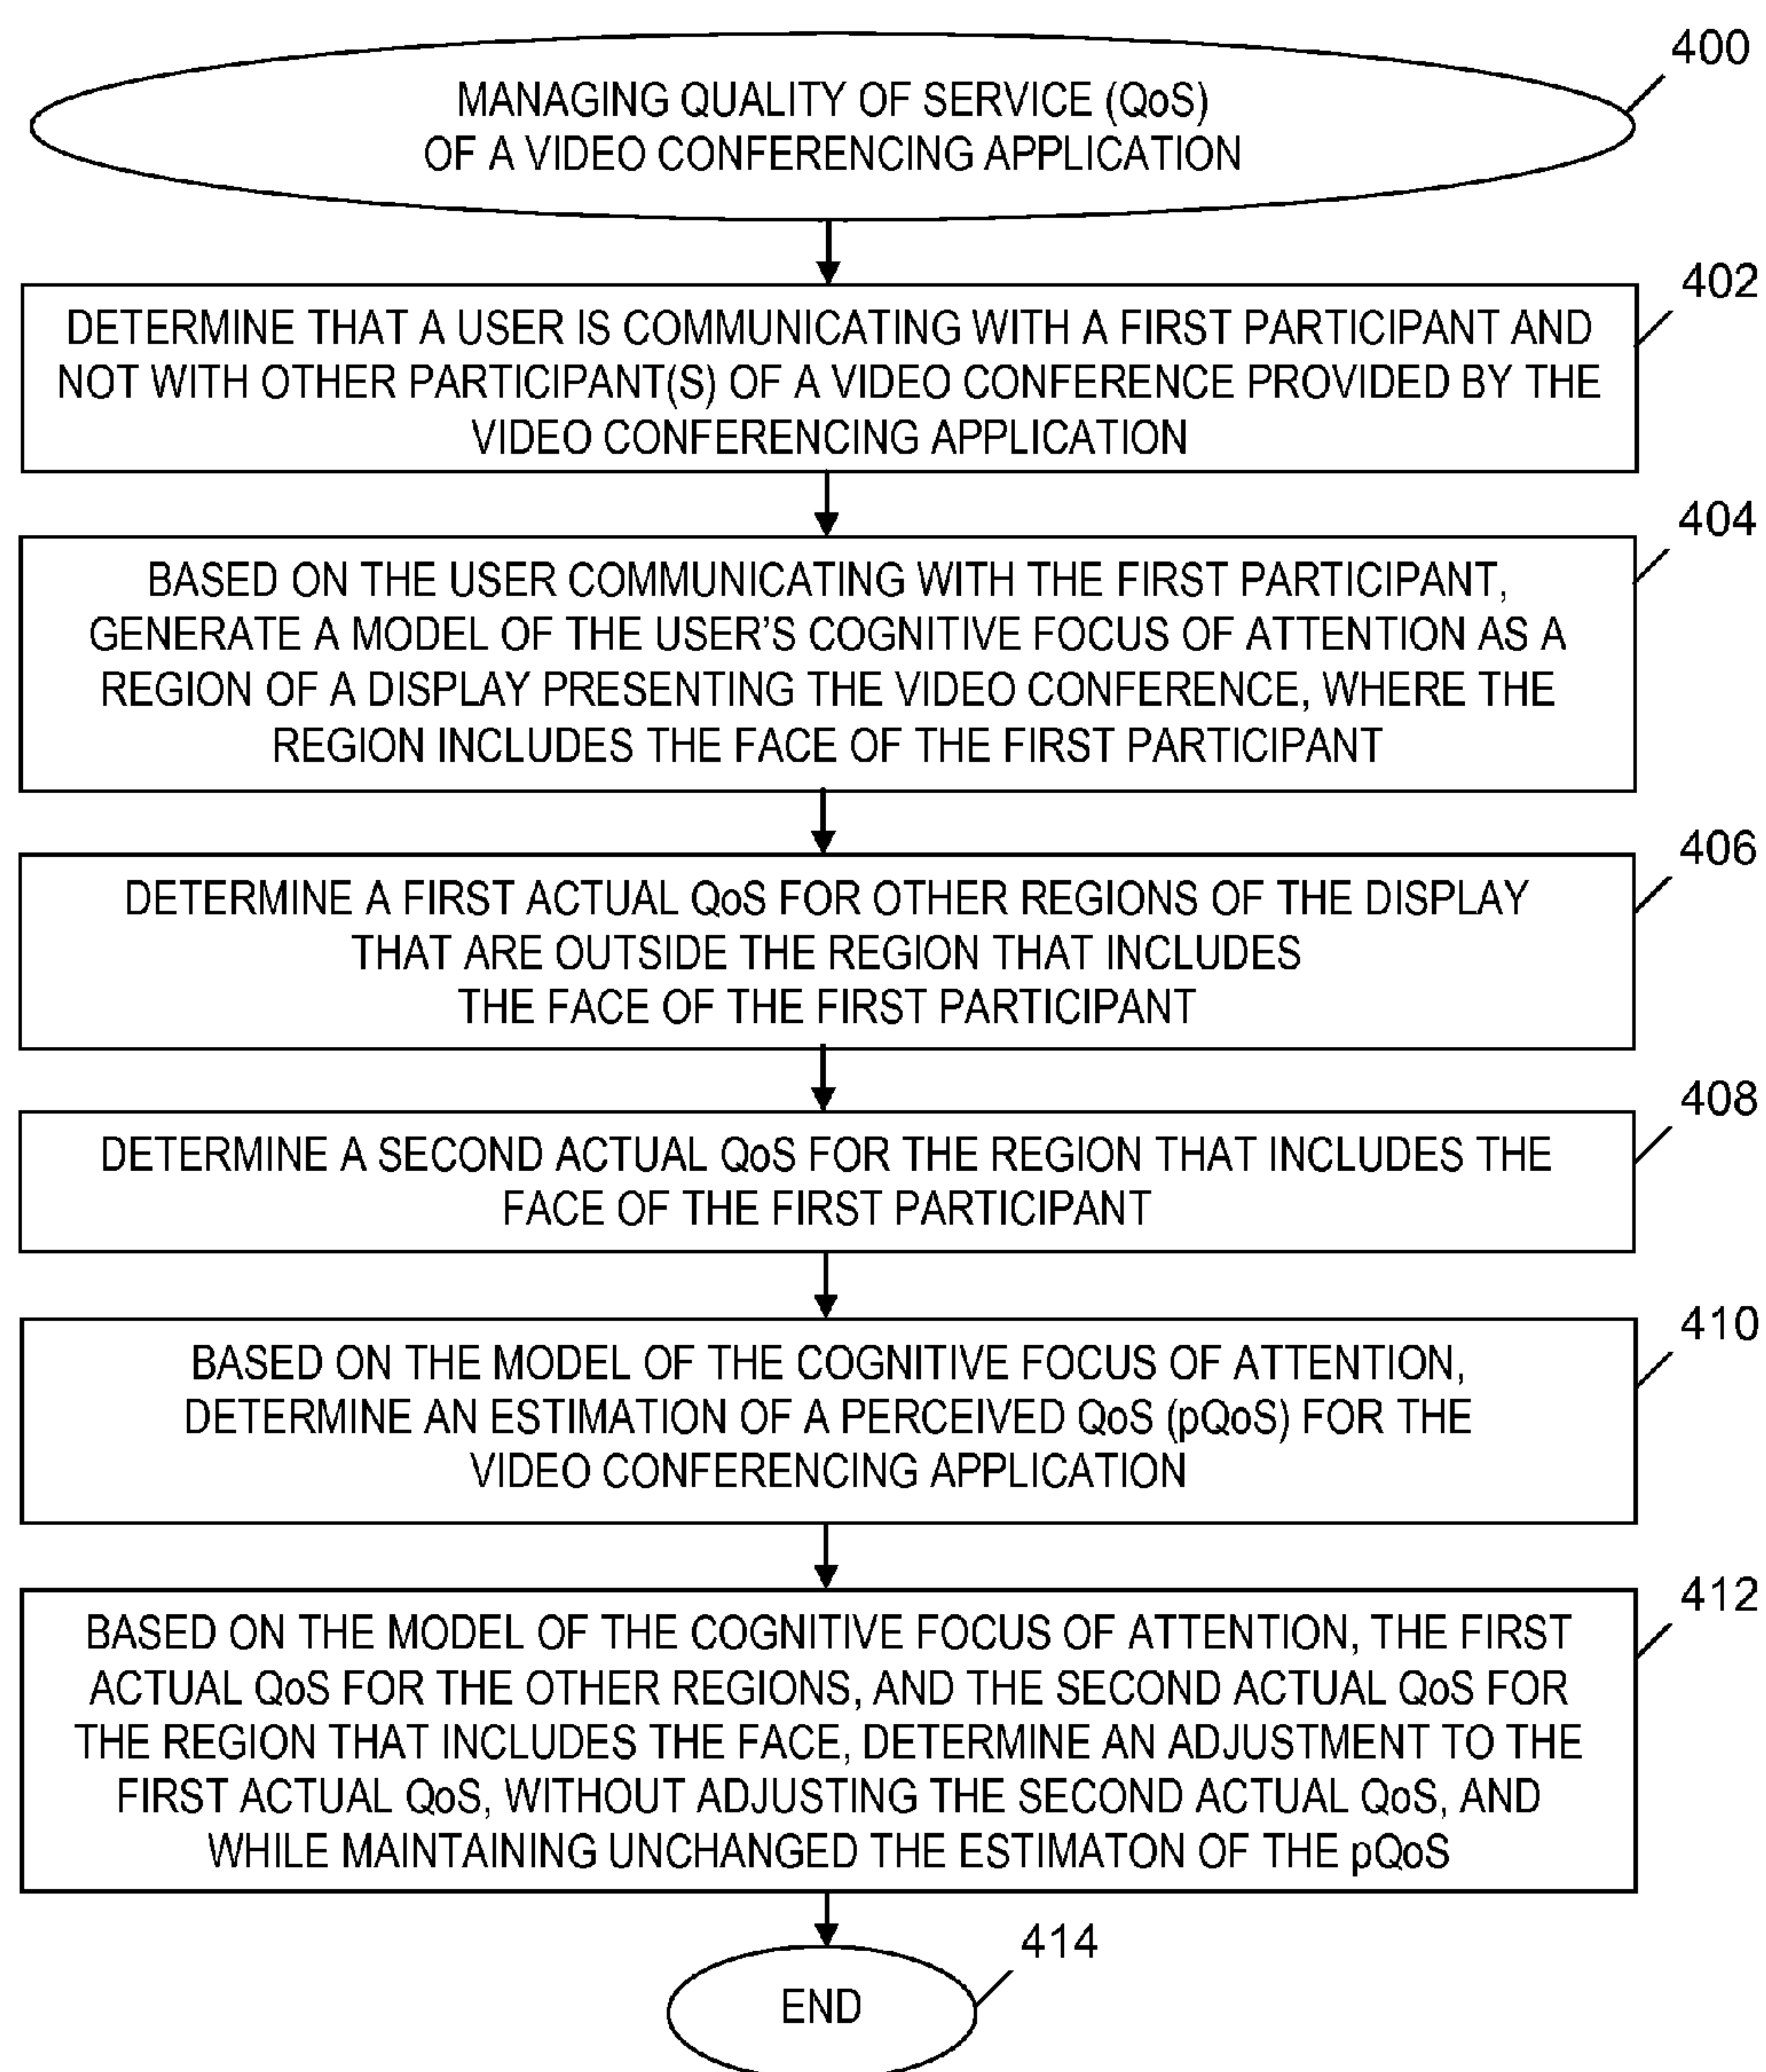 400
MANAGING QUALITY OF SERVICE (QoS)
OF A VIDEO CONFERENCING APPLICATION
402
DETERMINE THAT A USER IS COMMUNICATING WITH A FIRST PARTICIPANT AND
NOT WITH OTHER PARTICIPANT(S) OF A VIDEO CONFERENCE PROVIDED BY THE
VIDEO CONFERENCING APPLICATION
404
BASED ON THE USER COMMUNICATING WITH THE FIRST PARTICIPANT,
GENERATE A MODEL OF THE USER'S COGNITIVE FOCUS OF ATTENTION AS A
REGION OF A DISPLAY PRESENTING THE VIDEO CONFERENCE, WHERE THE
REGION INCLUDES THE FACE OF THE FIRST PARTICIPANT
406
DETERMINE A FIRST ACTUAL QoS FOR OTHER REGIONS OF THE DISPLAY
THAT ARE OUTSIDE THE REGION THAT INCLUDES
THE FACE OF THE FIRST PARTICIPANT
408
DETERMINE A SECOND ACTUAL QoS FOR THE REGION THAT INCLUDES THE
FACE OF THE FIRST PARTICIPANT
410
BASED ON THE MODEL OF THE COGNITIVE FOCUS OF ATTENTION,
DETERMINE AN ESTIMATION OF A PERCEIVED QoS (pQoS) FOR THE
VIDEO CONFERENCING APPLICATION
412
BASED ON THE MODEL OF THE COGNITIVE FOCUS OF ATTENTION, THE FIRST
ACTUAL QoS FOR THE OTHER REGIONS, AND THE SECOND ACTUAL QoS FOR
THE REGION THAT INCLUDES THE FACE, DETERMINE AN ADJUSTMENT TO THE
FIRST ACTUAL QoS, WITHOUT ADJUSTING THE SECOND ACTUAL QoS, AND
WHILE MAINTAINING UNCHANGED THE ESTIMATON OF THE pQoS
414
END